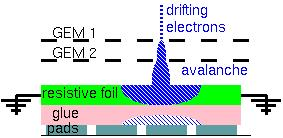 drifting
electrons
GEM 1
GEM 2
avalanche
resistive foil
glue
pads